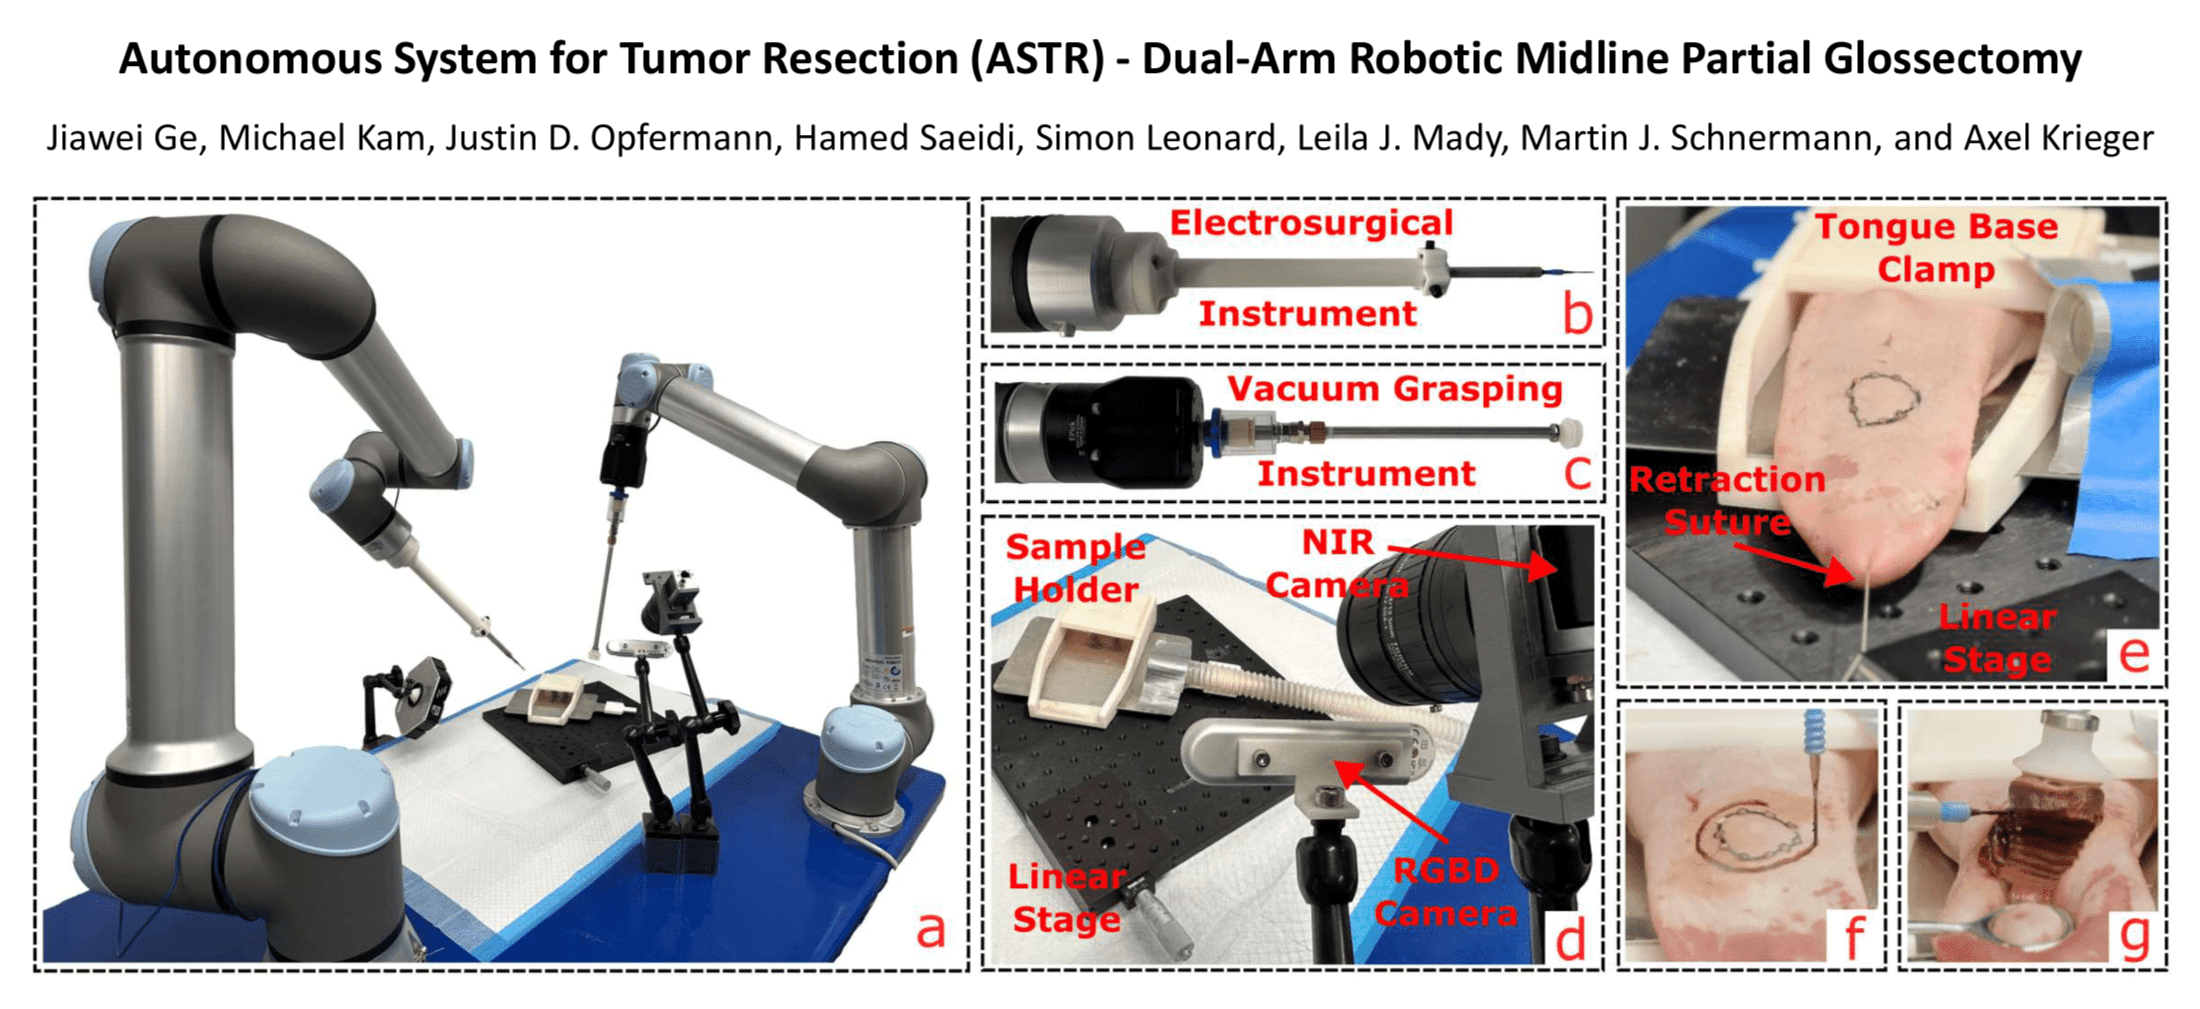 Autonomous System for Tumor Resection (ASTR) - Dual-Arm Robotic Midline Partial Glossectomy
Jiawei Ge, Michael Kam, Justin D. Opfermann, Hamed Saeidi, Simon Leonard, Leila J. Mady, Martin J. Schnermann, and Axel Krieger
a
Electrosurgical
Instrument
b
Vacuum Grasping
Instrument
c
Sample
Holder
NIR
Camera
Linear
Stage
RGBD
Camera
d
Tongue Base
Clamp
Retraction
Suture
Linear
Stage
e
f
g